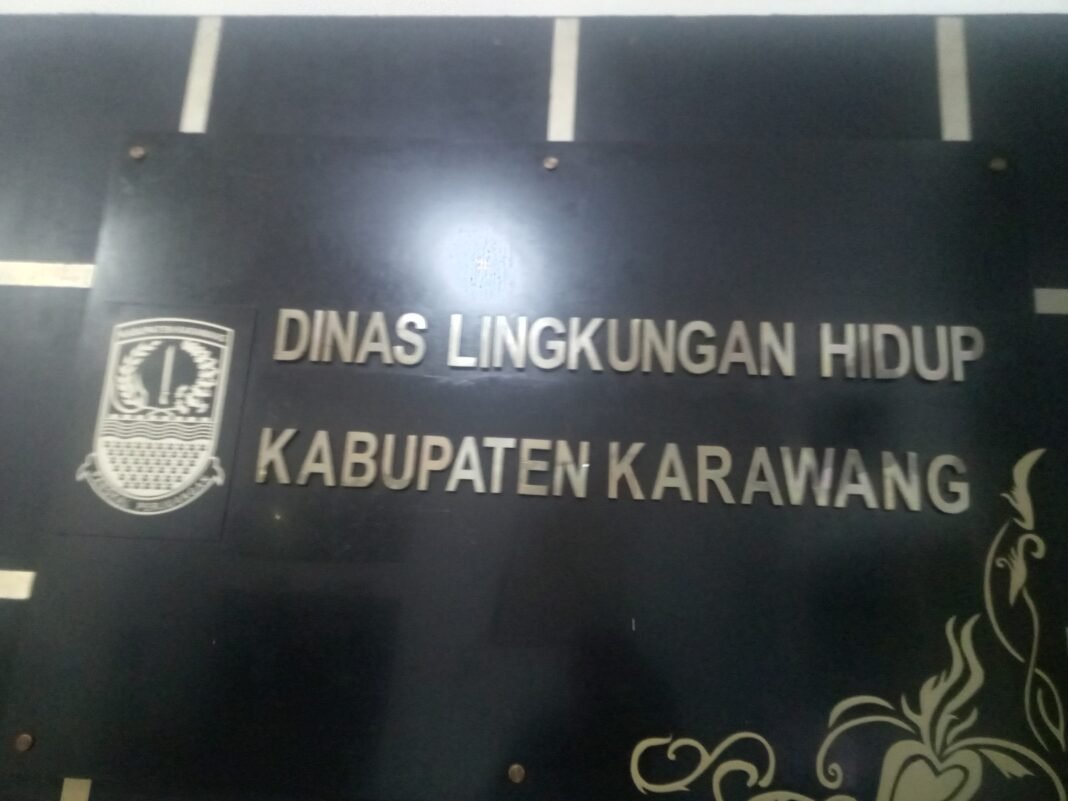 DINAS LINGKUNGAN HIDUP
KABUPATEN KARAWANG